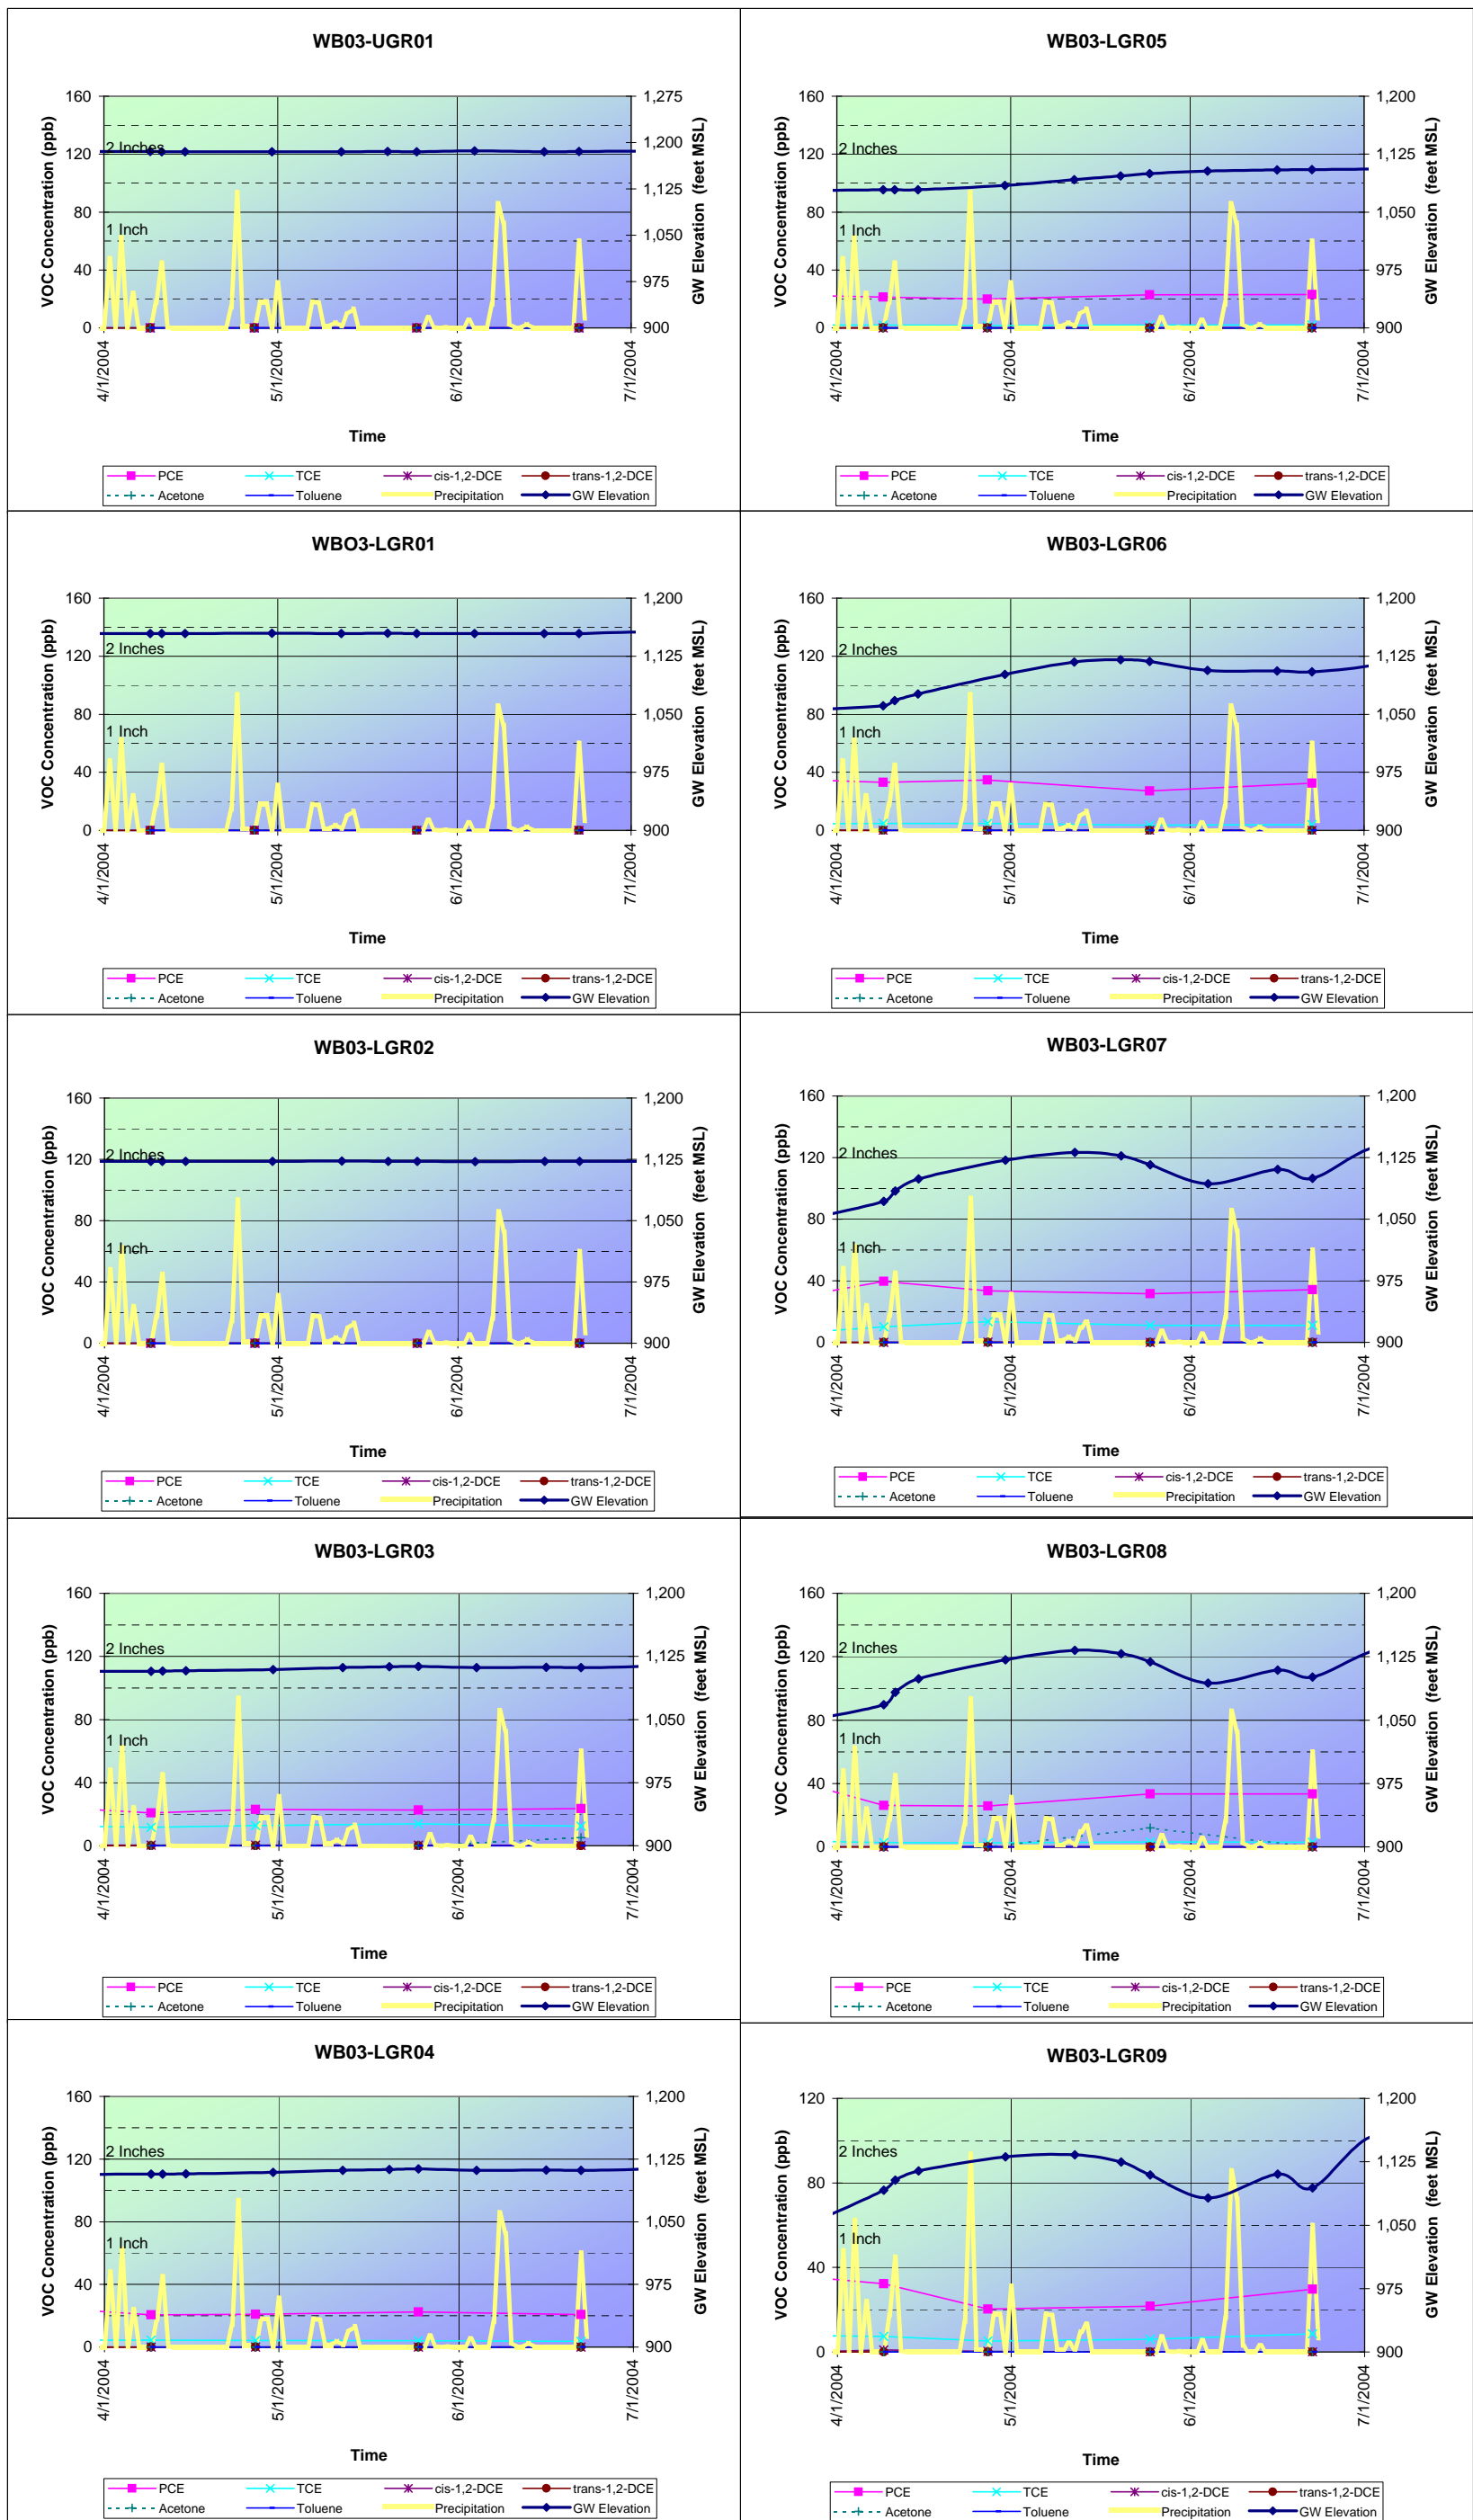 WB03-UGR01
VOC Concentration (ppb)
160
120
80
40
0
2 Inches
1 Inch
1,275
1,200
1,125
1,050
975
900
GW Elevation (feet MSL)
4/1/2004
5/1/2004
6/1/2004
7/1/2004
Time
PCE TCE cis-1,2-DCE trans-1,2-DCE
Acetone Toluene Precipitation GW Elevation
WB03-LGR05
VOC Concentration (ppb)
160
120
80
40
0
2 Inches
1 Inch
1,200
1,125
1,050
975
900
GW Elevation (feet MSL)
4/1/2004
5/1/2004
6/1/2004
7/1/2004
Time
PCE TCE cis-1,2-DCE trans-1,2-DCE
Acetone Toluene Precipitation GW Elevation
WBO3-LGR01
VOC Concentration (ppb)
160
120
80
40
0
2 Inches
1 Inch
1,200
1,125
1,050
975
900
GW Elevation (feet MSL)
4/1/2004
5/1/2004
6/1/2004
7/1/2004
Time
PCE TCE cis-1,2-DCE trans-1,2-DCE
Acetone Toluene Precipitation GW Elevation
WB03-LGR06
VOC Concentration (ppb)
160
120
80
40
0
2 Inches
1 Inch
1,200
1,125
1,050
975
900
GW Elevation (feet MSL)
4/1/2004
5/1/2004
6/1/2004
7/1/2004
Time
PCE TCE cis-1,2-DCE trans-1,2-DCE
Acetone Toluene Precipitation GW Elevation
WB03-LGR02
VOC Concentration (ppb)
160
120
80
40
0
2 Inches
1 Inch
1,200
1,125
1,050
975
900
GW Elevation (feet MSL)
4/1/2004
5/1/2004
6/1/2004
7/1/2004
Time
PCE TCE cis-1,2-DCE trans-1,2-DCE
Acetone Toluene Precipitation GW Elevation
WB03-LGR07
VOC Concentration (ppb)
160
120
80
40
0
2 Inches
1 Inch
1,200
1,125
1,050
975
900
GW Elevation (feet MSL)
4/1/2004
5/1/2004
6/1/2004
7/1/2004
Time
PCE TCE cis-1,2-DCE trans-1,2-DCE
Acetone Toluene Precipitation GW Elevation
WB03-LGR03
VOC Concentration (ppb)
160
120
80
40
0
2 Inches
1 Inch
1,200
1,125
1,050
975
900
GW Elevation (feet MSL)
4/1/2004
5/1/2004
6/1/2004
7/1/2004
Time
PCE TCE cis-1,2-DCE trans-1,2-DCE
Acetone Toluene Precipitation GW Elevation
WB03-LGR08
VOC Concentration (ppb)
160
120
80
40
0
2 Inches
1 Inch
1,200
1,125
1,050
975
900
GW Elevation (feet MSL)
4/1/2004
5/1/2004
6/1/2004
7/1/2004
Time
PCE TCE cis-1,2-DCE trans-1,2-DCE
Acetone Toluene Precipitation GW Elevation
WB03-LGR04
VOC Concentration (ppb)
160
120
80
40
0
2 Inches
1 Inch
1,200
1,125
1,050
975
900
GW Elevation (feet MSL)
4/1/2004
5/1/2004
6/1/2004
7/1/2004
Time
PCE TCE cis-1,2-DCE trans-1,2-DCE
Acetone Toluene Precipitation GW Elevation
WB03-LGR09
VOC Concentration (ppb)
120
80
40
0
2 Inches
1 Inch
1,200
1,125
1,050
975
900
GW Elevation (feet MSL)
4/1/2004
5/1/2004
6/1/2004
7/1/2004
Time
PCE TCE cis-1,2-DCE trans-1,2-DCE
Acetone Toluene Precipitation GW Elevation